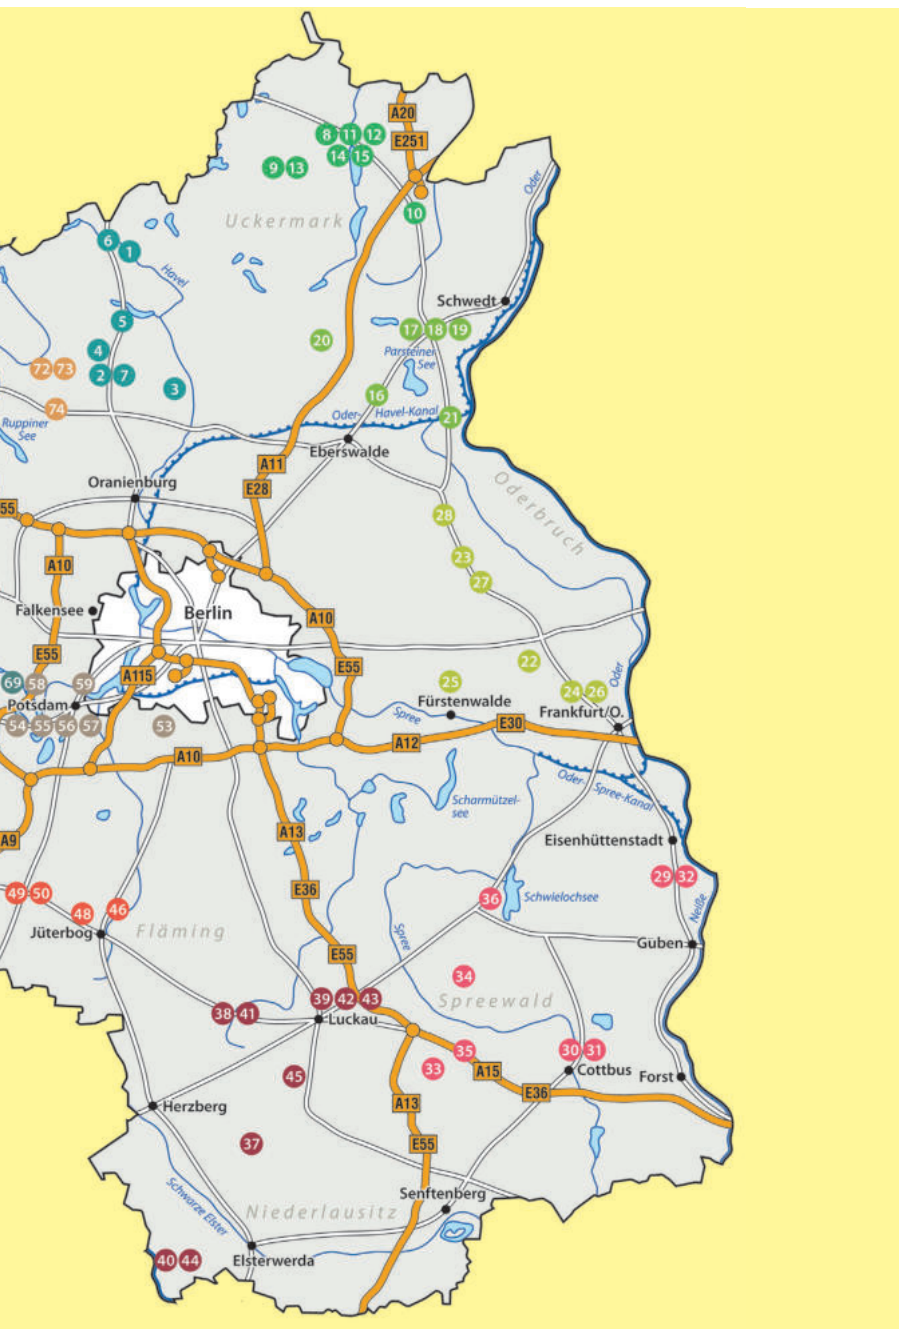 A20
8 11 12
E251
14 15
9 13
Oder
10
Uckermark
6
1
Havel
Schwedt
5
17 18 19
20
4
Parsteiner
See
72 73
2 7
3
16
74
Oder-Havel-Kanal
21
Ruppiner
See
Eberswalde
A11
Oranienburg
E28
Oderbruch
55
28
23
A10
27
Falkensee
Berlin
A10
E55
E55
22
Oder
A115
69 58
59
25
24 26
Potsdam
Fürstenwalde
Frankfurt/O.
Spree
54 55 56 57
53
E30
A12
A10
Oder-Spree-Kanal
Scharmützel-
see
A13
A9
Eisenhüttenstadt
29 32
49 50
E36
36
Schwielochsee
Neiße
48
46
Jüterbog
Fläming
Spree
Guben
E55
34
39 42 43
Spreewald
38 41
Luckau
35
30 31
33
A15
Cottbus
45
Forst
E36
A13
Herzberg
37
E55
Senftenberg
Schwarze Elster
Niederlausitz
40 44
Elsterwerda